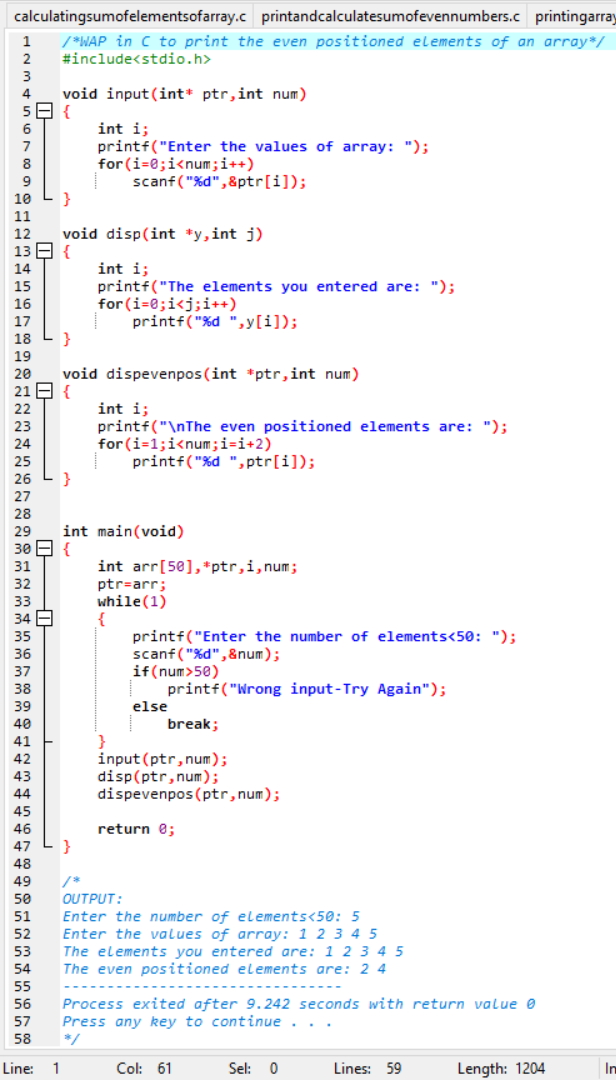 calculatingsumofelementsofarray.c printandcalculatesumofevennumbers.c printingarray
1 /*WAP in C to print the even positioned elements of an array*/
2 #include<stdio.h>
3
4 void input(int* ptr,int num)
5 {
6 int i;
7 printf("Enter the values of array: ");
8 for(i=0;i<num;i++)
9 scanf("%d",&ptr[i]);
10 }
11
12 void disp(int *y,int j)
13 {
14 int i;
15 printf("The elements you entered are: ");
16 for(i=0;i<j;i++)
17 printf("%d ",y[i]);
18 }
19
20 void dispevenpos(int *ptr,int num)
21 {
22 int i;
23 printf("\nThe even positioned elements are: ");
24 for(i=1;i<num;i=i+2)
25 printf("%d ",ptr[i]);
26 }
27
28
29 int main(void)
30 {
31 int arr[50],*ptr,i,num;
32 ptr=arr;
33 while(1)
34 {
35 printf("Enter the number of elements<50: ");
36 scanf("%d",&num);
37 if(num>50)
38 printf("Wrong input-Try Again");
39 else
40 break;
41 }
42 input(ptr,num);
43 disp(ptr,num);
44 dispevenpos(ptr,num);
45
46 return 0;
47 }
48
49 /*
50 OUTPUT:
51 Enter the number of elements<50: 5
52 Enter the values of array: 1 2 3 4 5
53 The elements you entered are: 1 2 3 4 5
54 The even positioned elements are: 2 4
55 --------------------------------
56 Process exited after 9.242 seconds with return value 0
57 Press any key to continue . . .
58 */
Line: 1 Col: 61 Sel: 0 Lines: 59 Length: 1204 In